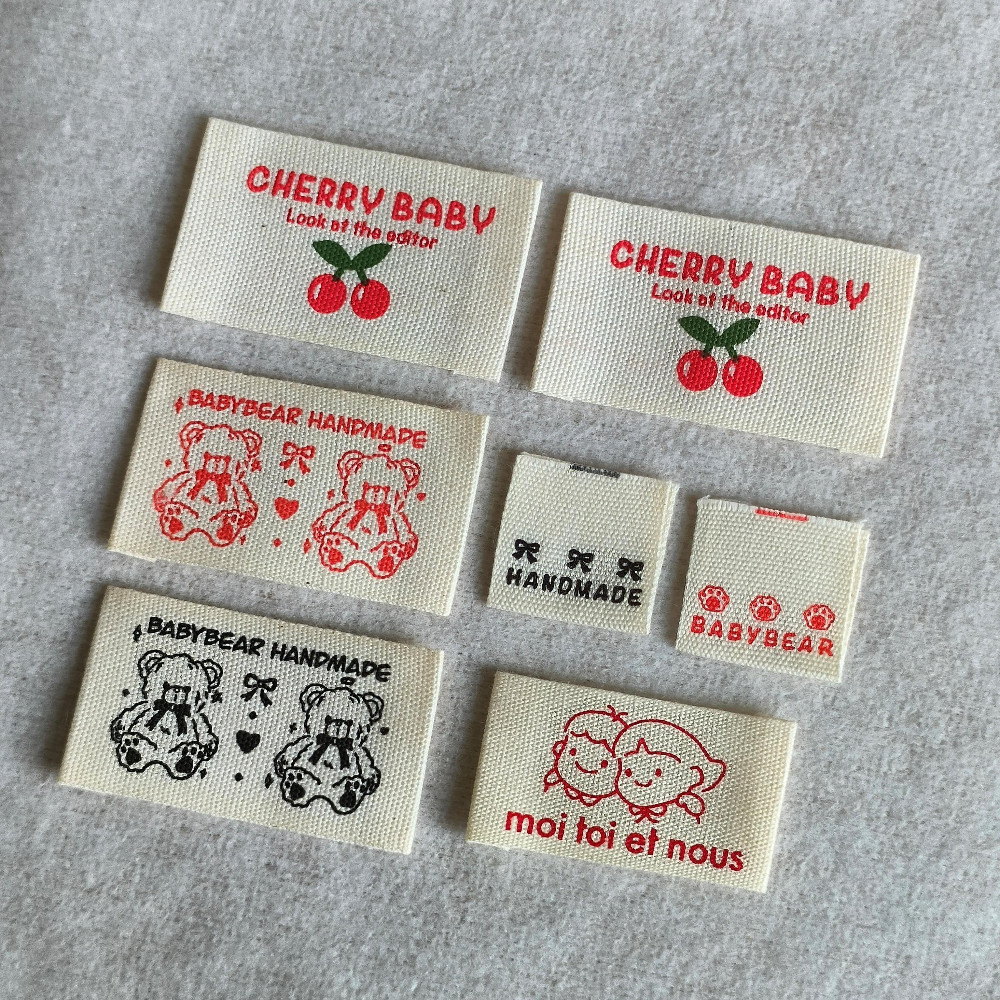 CHERRY BABY
Look at the editor
CHERRY BABY
Look at the editor
BABYBEAR HANDMADE
HANDMADE
BABYBEAR
BABYBEAR HANDMADE
moi toi et nous